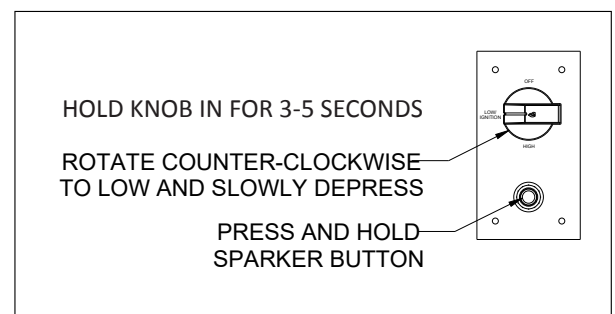 HOLD KNOB IN FOR 3-5 SECONDS
ROTATE COUNTER-CLOCKWISE
TO LOW AND SLOWLY DEPRESS
PRESS AND HOLD
SPARKER BUTTON
OFF
LOW/
IGNITION
HIGH